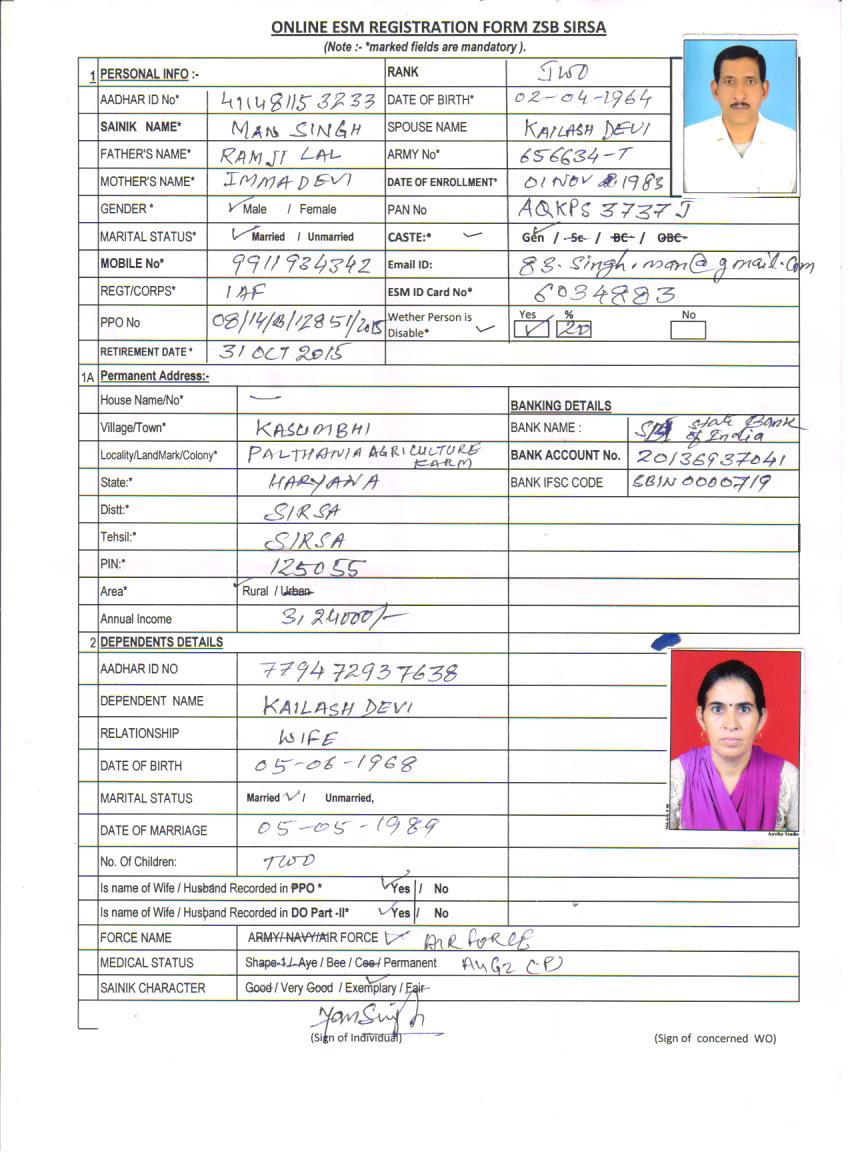 ONLINE ESM REGISTRATION FORM ZSB SIRSA
(Note :- *marked fields are mandatory ).
1 PERSONAL INFO :- RANK JWO
AADHAR ID No* 411481153233 DATE OF BIRTH* 02-04-1964
SAINIK NAME* MAN SINGH SPOUSE NAME KAILASH DEVI
FATHER'S NAME* RAMJI LAL ARMY No* 656634-T
MOTHER'S NAME* IMMADEVI DATE OF ENROLLMENT* 01 NOV 1983
GENDER * Male / Female PAN No AQKPS 3737 J
MARITAL STATUS* Married / Unmarried CASTE:* Gen / Sc / BC / OBC
MOBILE No* 9911934342 Email ID: 83.singh.man@gmail.com
REGT/CORPS* IAF ESM ID Card No* 6034883
PPO No 08/14/B/12851/2015 Wether Person is Disable* Yes % 20 No
RETIREMENT DATE * 31 OCT 2015
1A Permanent Address:-
House Name/No* — BANKING DETAILS
Village/Town* KASUMBHI BANK NAME : State Bank of India
Locality/LandMark/Colony* PALTHANIA AGRICULTURE FARM BANK ACCOUNT No. 20136937041
State:* HARYANA BANK IFSC CODE SBIN 0000719
Distt:* SIRSA
Tehsil:* SIRSA
PIN:* 125055
Area* Rural / Urban
Annual Income 3,24000/-
2 DEPENDENTS DETAILS
AADHAR ID NO 779472937638
DEPENDENT NAME KAILASH DEVI
RELATIONSHIP WIFE
DATE OF BIRTH 05-06-1968
MARITAL STATUS Married / Unmarried,
DATE OF MARRIAGE 05-05-1989
No. Of Children: TWO
Is name of Wife / Husband Recorded in PPO * Yes / No
Is name of Wife / Husband Recorded in DO Part -II* Yes / No
FORCE NAME ARMY/NAVY/AIR FORCE AIR FORCE
MEDICAL STATUS Shape-1/ Aye / Bee / Cee/ Permanent A4G2 (P)
SAINIK CHARACTER Good / Very Good / Exemplary / Fair
ManSingh
(Sign of Individual) (Sign of concerned WO)